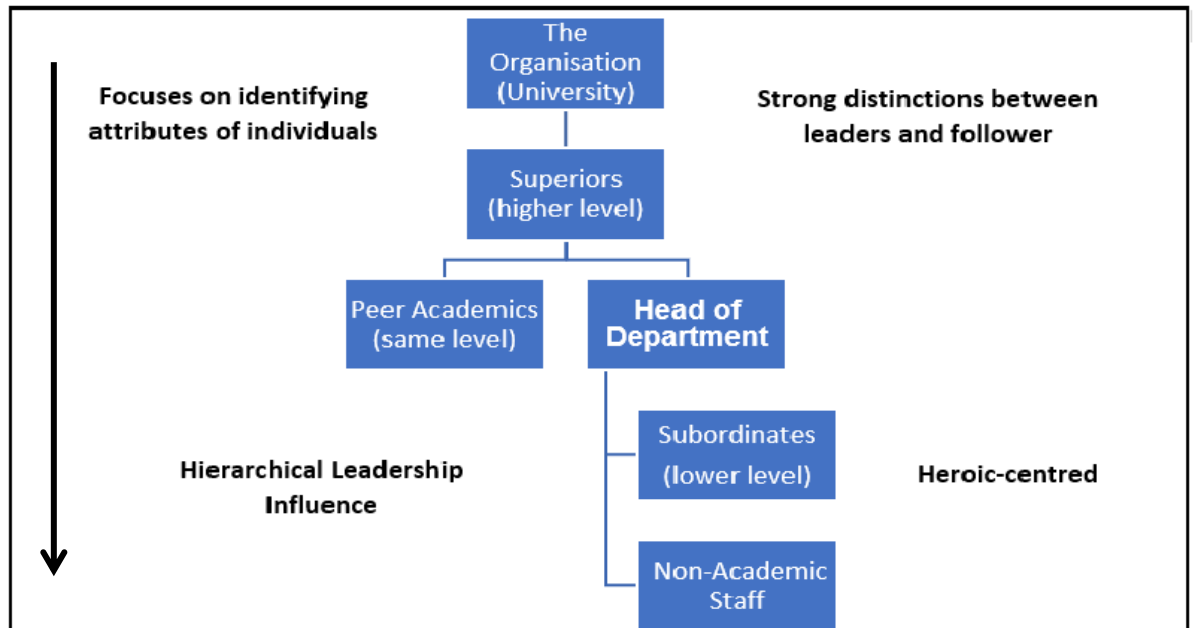 The
Organisation
(University)
Focuses on identifying
attributes of individuals
Strong distinctions between
leaders and follower
Superiors
(higher level)
Peer Academics
(same level)
Head of
Department
Subordinates
(lower level)
Hierarchical Leadership
Influence
Heroic-centred
Non-Academic
Staff